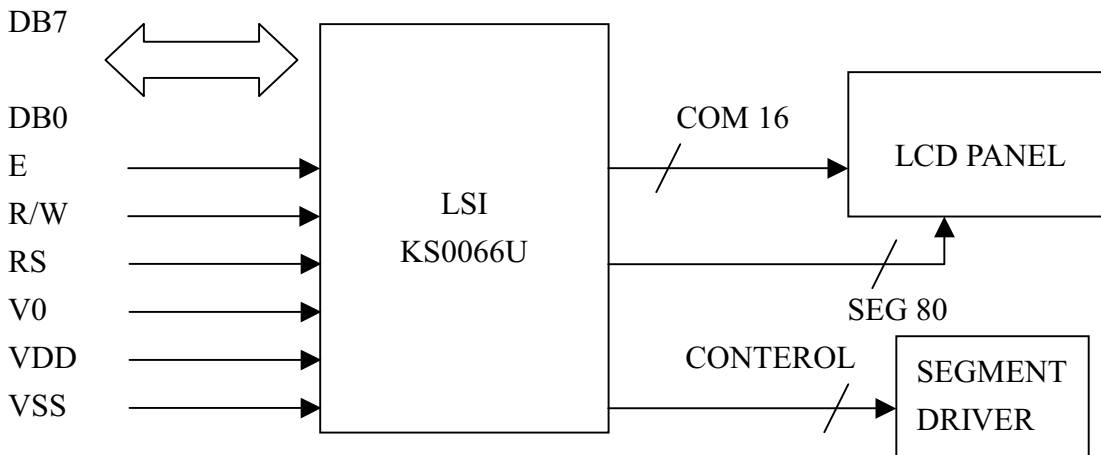 DB7
DB0
E
R/W
RS
V0
VDD
VSS
LSI
KS0066U
COM 16
LCD PANEL
SEG 80
CONTEROL
SEGMENT
DRIVER